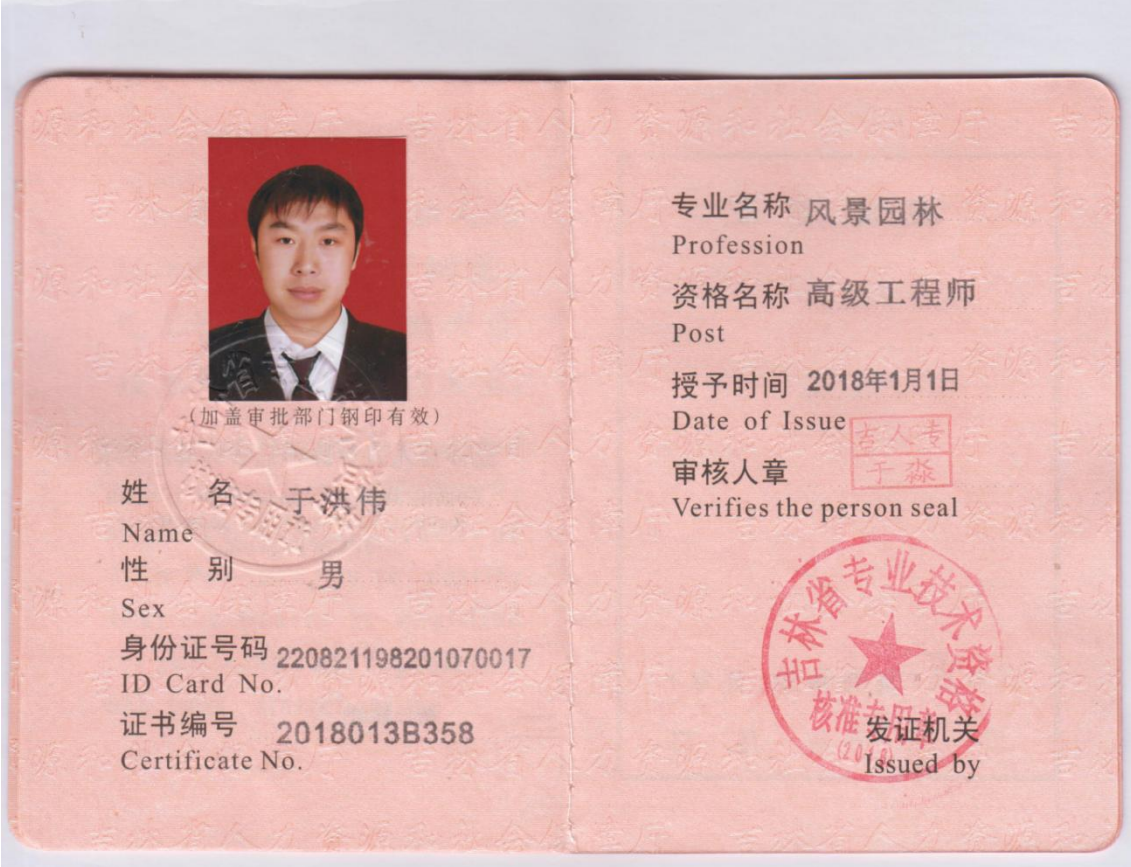 (加盖审批部门钢印有效)
姓 名 于洪伟
Name
性 别 男
Sex
身份证号码 220821198201070017
ID Card No.
证书编号 2018013B358
Certificate No.
专业名称 风景园林
Profession
资格名称 高级工程师
Post
授予时间 2018年1月1日
Date of Issue
吉人专
于淼
审核人章
Verifies the person seal
吉林省专业技术资格
核准专用章
(2018)
发证机关
Issued by